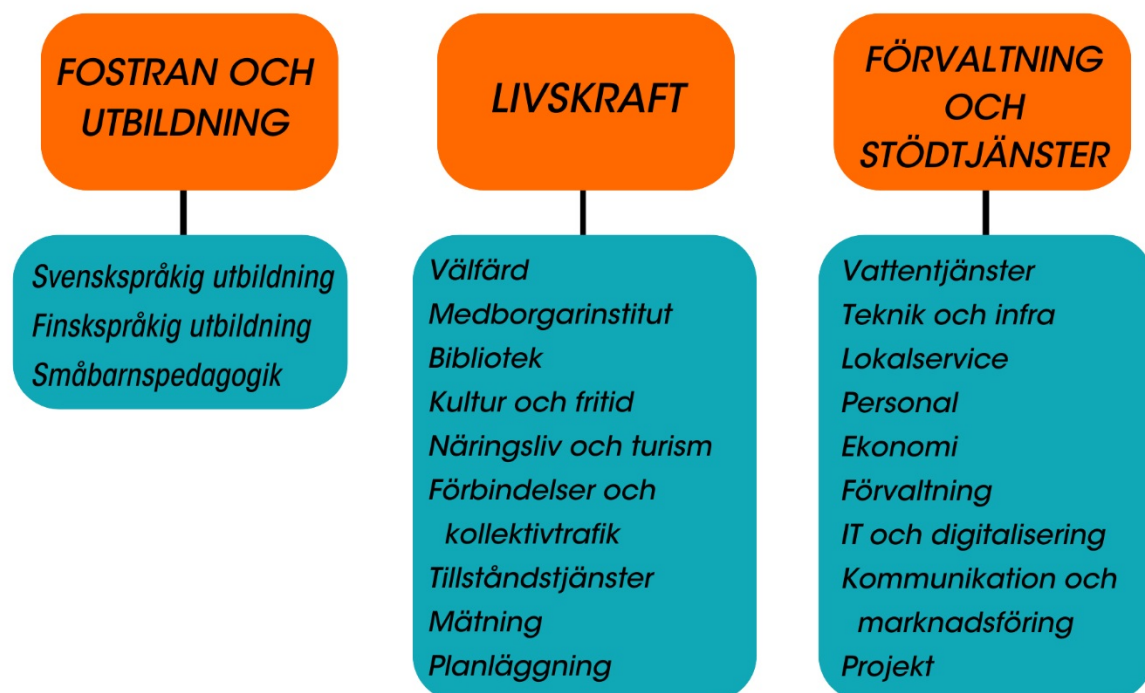 FOSTRAN OCH
UTBILDNING
Svenskspråkig utbildning
Finskspråkig utbildning
Småbarnspedagogik
LIVSKRAFT
Välfärd
Medborgarinstitut
Bibliotek
Kultur och fritid
Näringsliv och turism
Förbindelser och
kollektivtrafik
Tillståndstjänster
Mätning
Planläggning
FÖRVALTNING
OCH
STÖDTJÄNSTER
Vattentjänster
Teknik och infra
Lokalservice
Personal
Ekonomi
Förvaltning
IT och digitalisering
Kommunikation och
marknadsföring
Projekt